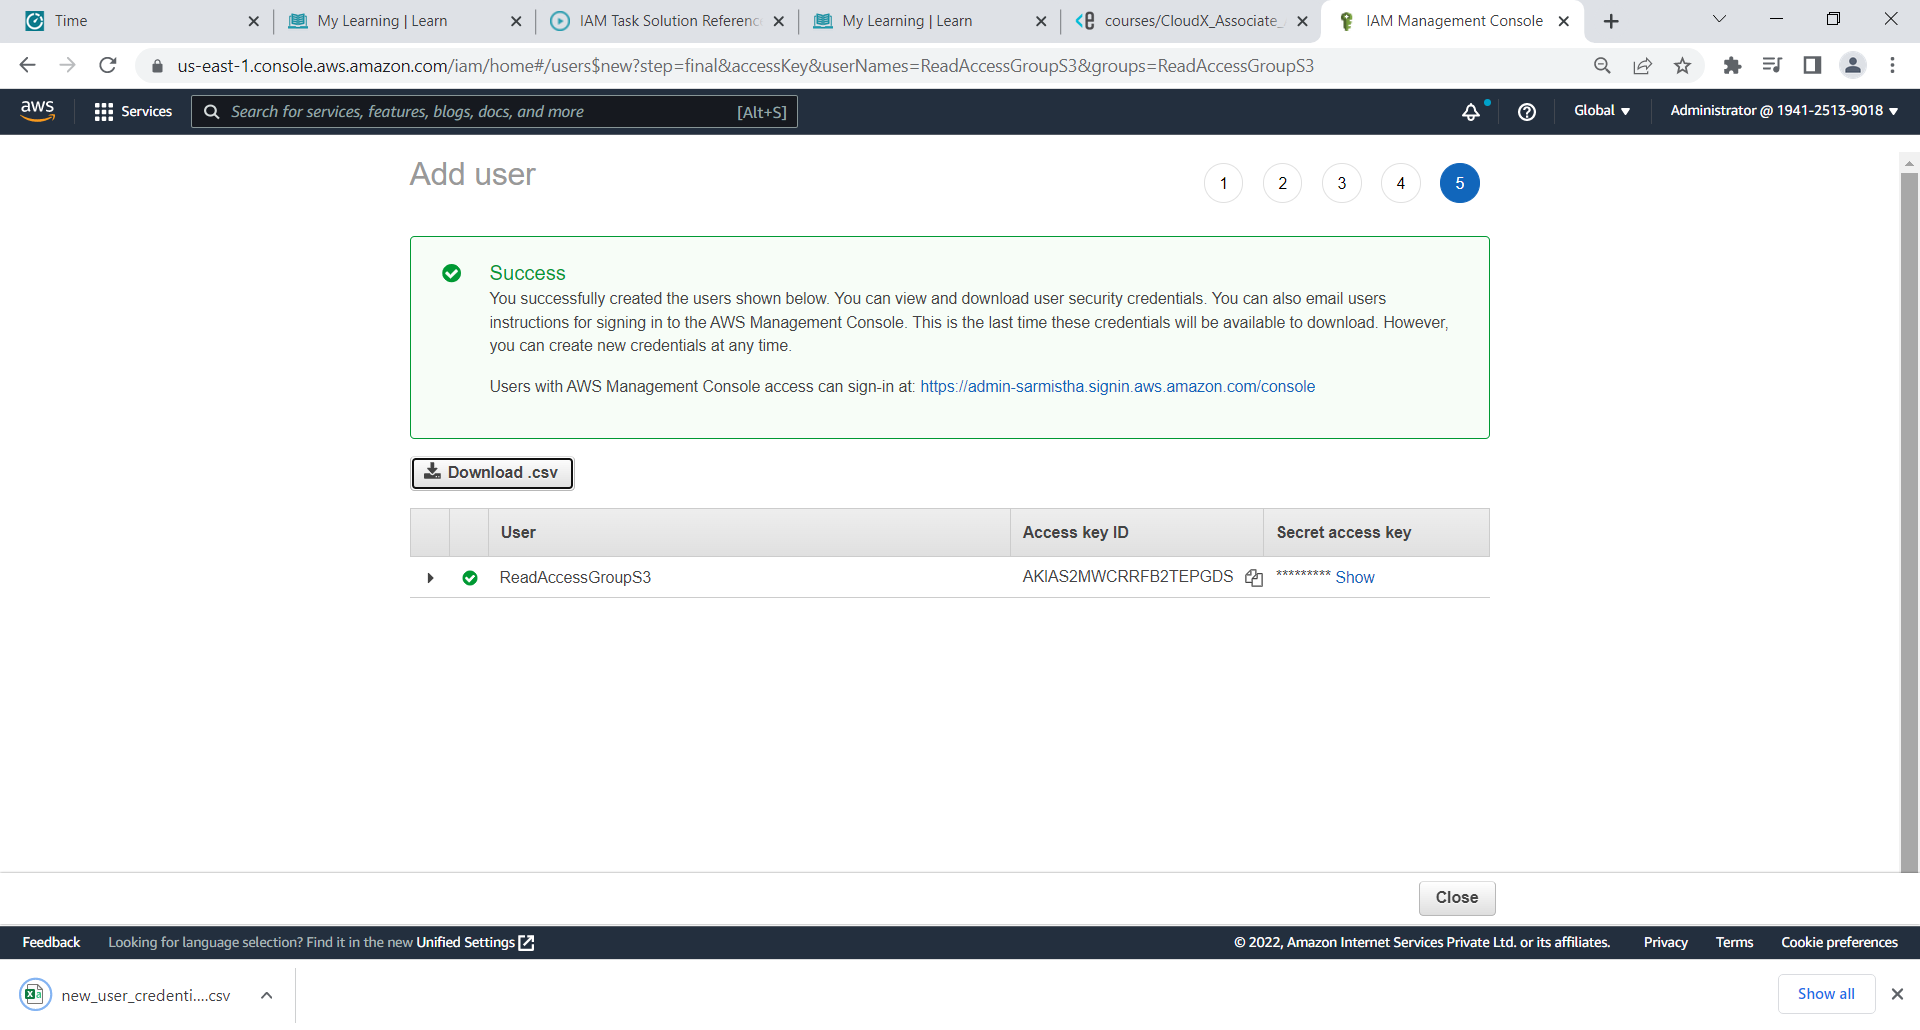 Time
My Learning | Learn
IAM Task Solution Referenc
My Learning | Learn
courses/CloudX_Associate_
IAM Management Console
us-east-1.console.aws.amazon.com/iam/home#/users$new?step=final&accessKey&userNames=ReadAccessGroupS3&groups=ReadAccessGroupS3
aws
Services
Search for services, features, blogs, docs, and more [Alt+S]
Global
Administrator @ 1941-2513-9018
Add user
1 2 3 4 5
Success
You successfully created the users shown below. You can view and download user security credentials. You can also email users
instructions for signing in to the AWS Management Console. This is the last time these credentials will be available to download. However,
you can create new credentials at any time.
Users with AWS Management Console access can sign-in at: https://admin-sarmistha.signin.aws.amazon.com/console
Download .csv
User Access key ID Secret access key
ReadAccessGroupS3 AKIAS2MWCRRFB2TEPGDS ********* Show
Close
Feedback Looking for language selection? Find it in the new Unified Settings
© 2022, Amazon Internet Services Private Ltd. or its affiliates. Privacy Terms Cookie preferences
new_user_credenti....csv
Show all